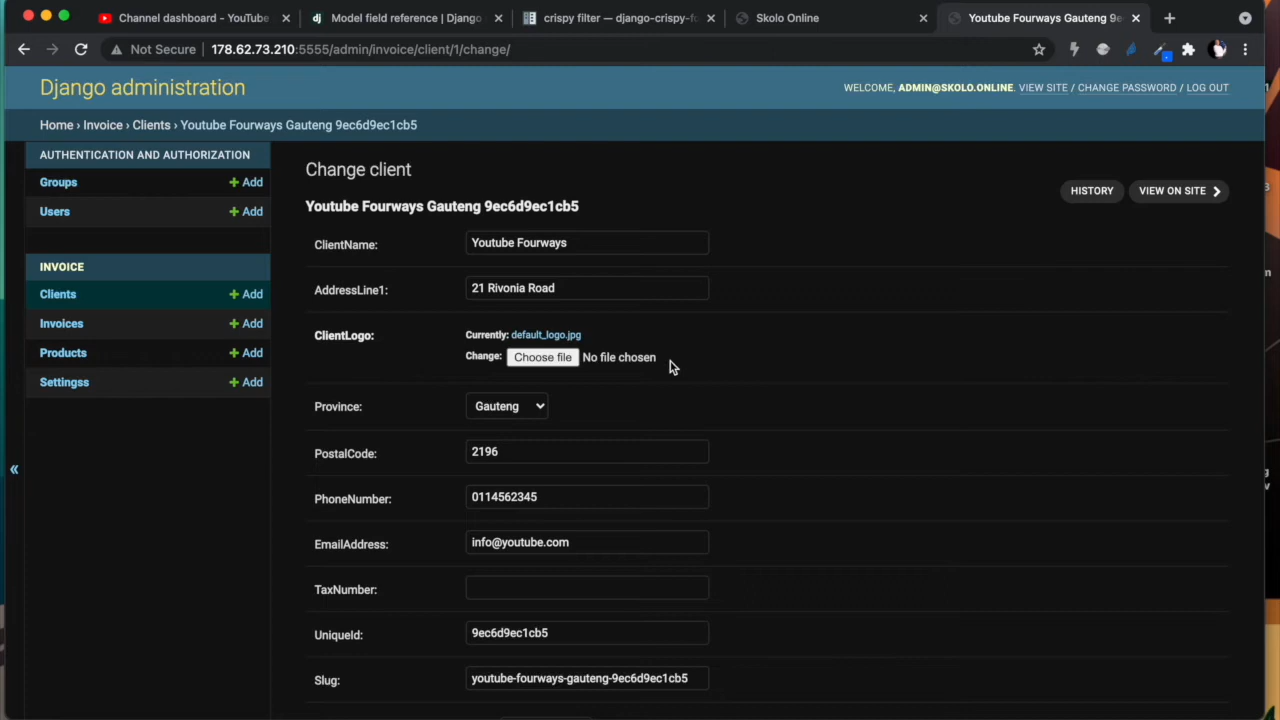 Channel dashboard - YouTube
Model field reference | Django
crispy filter — django-crispy-f
Skolo Online
Youtube Fourways Gauteng 9e
Not Secure
178.62.73.210:5555/admin/invoice/client/1/change/
Django administration
WELCOME, ADMIN@SKOLO.ONLINE. VIEW SITE / CHANGE PASSWORD / LOG OUT
Home › Invoice › Clients › Youtube Fourways Gauteng 9ec6d9ec1cb5
AUTHENTICATION AND AUTHORIZATION
Groups + Add
Users + Add
INVOICE
Clients + Add
Invoices + Add
Products + Add
Settingss + Add
«
Change client
HISTORY
VIEW ON SITE
Youtube Fourways Gauteng 9ec6d9ec1cb5
ClientName: Youtube Fourways
AddressLine1: 21 Rivonia Road
ClientLogo: Currently: default_logo.jpg
Change: Choose file No file chosen
Province: Gauteng
PostalCode: 2196
PhoneNumber: 0114562345
EmailAddress: info@youtube.com
TaxNumber:
UniqueId: 9ec6d9ec1cb5
Slug: youtube-fourways-gauteng-9ec6d9ec1cb5